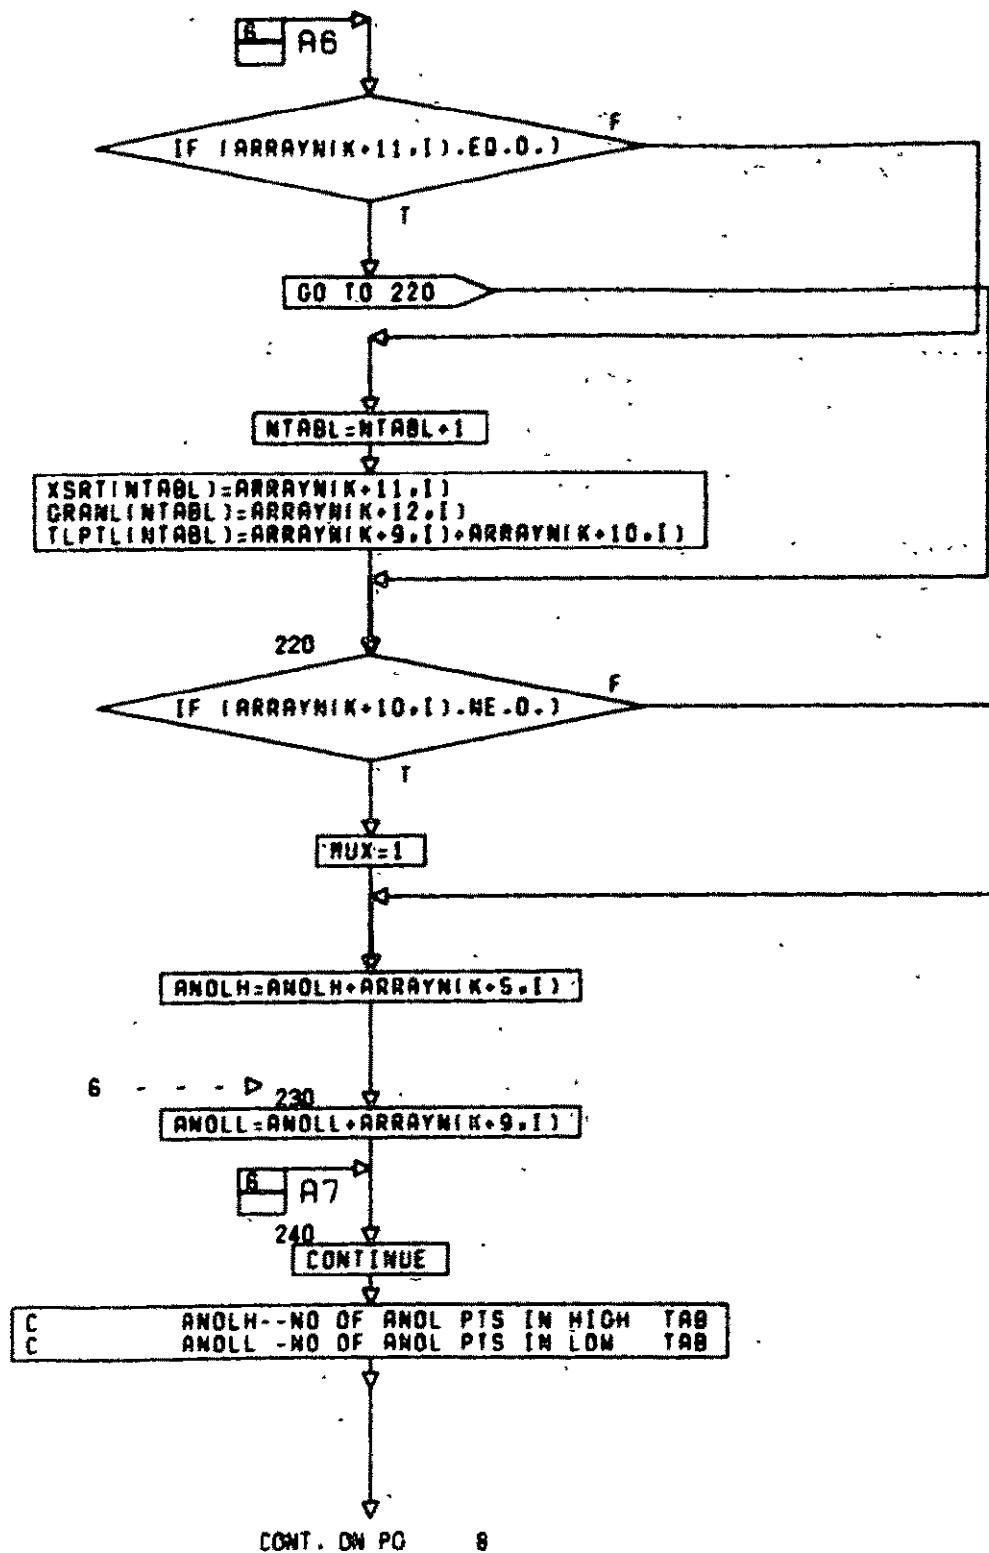 6 A6
F
IF (ARRAYN(K+11,I).EQ.0.)
T
GO TO 220
NTABL=NTABL+1
XSRT(NTABL)=ARRAYN(K+11,I)
GRANL(NTABL)=ARRAYN(K+12,I)
TLPTL(NTABL)=ARRAYN(K+9,I)+ARRAYN(K+10,I)
220
F
IF (ARRAYN(K+10,I).NE.0.)
T
MUX=1
ANOLH=ANOLH+ARRAYN(K+5,I)
6 - - -
230
ANOLL=ANOLL+ARRAYN(K+9,I)
6 A7
240
CONTINUE
C ANOLH--NO OF ANOL PTS IN HIGH TAB
C ANOLL -NO OF ANOL PTS IN LOW TAB
CONT. ON PG 8